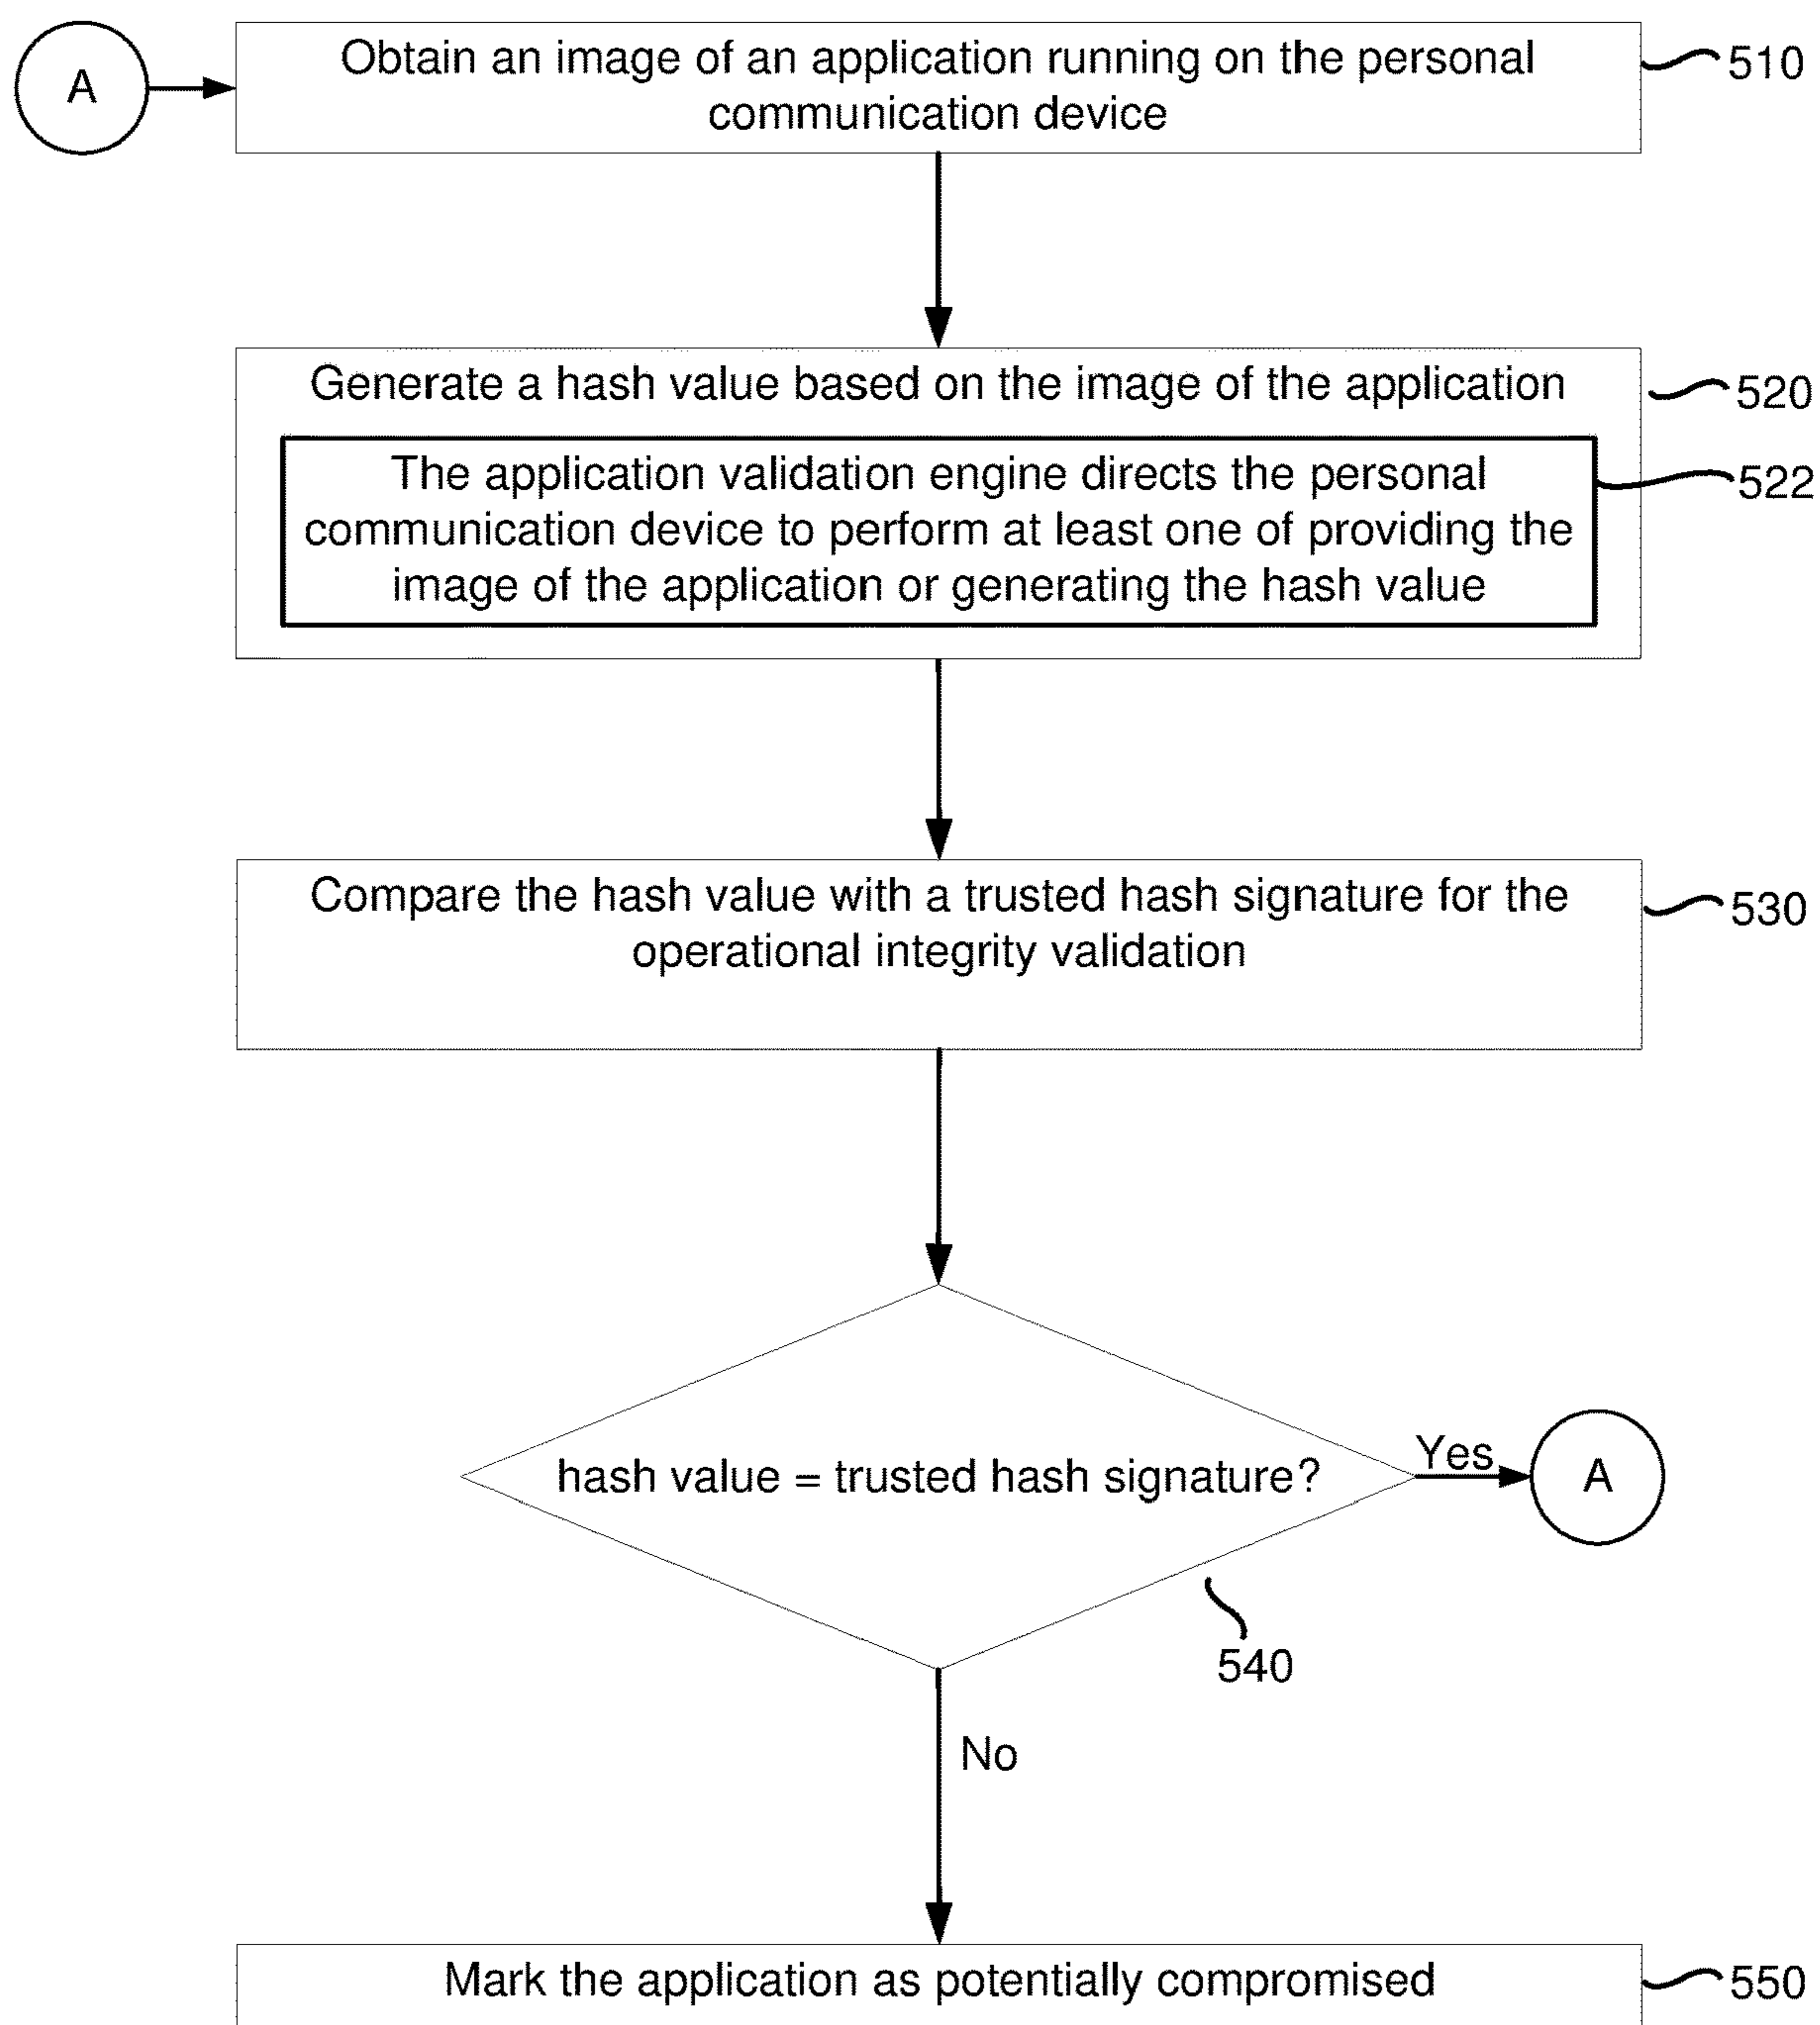 A
Obtain an image of an application running on the personal
communication device
510
Generate a hash value based on the image of the application
520
The application validation engine directs the personal
communication device to perform at least one of providing the
image of the application or generating the hash value
522
Compare the hash value with a trusted hash signature for the
operational integrity validation
530
hash value = trusted hash signature?
Yes
A
540
No
Mark the application as potentially compromised
550